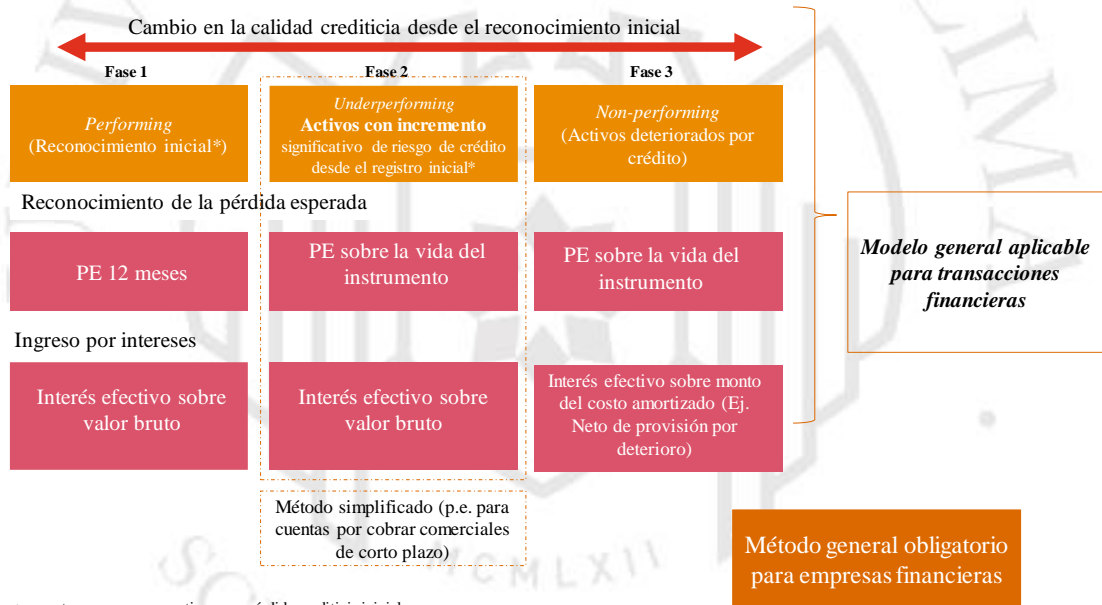 Cambio en la calidad crediticia desde el reconocimiento inicial
Fase 1
Fase 2
Fase 3
Performing
(Reconocimiento inicial*)
Underperforming
Activos con incremento
significativo de riesgo de crédito
desde el registro inicial*
Non-performing
(Activos deteriorados por
crédito)
Reconocimiento de la pérdida esperada
PE 12 meses
PE sobre la vida del
instrumento
PE sobre la vida del
instrumento
Ingreso por intereses
Interés efectivo sobre
valor bruto
Interés efectivo sobre
valor bruto
Interés efectivo sobre monto
del costo amortizado (Ej.
Neto de provisión por
deterioro)
Modelo general aplicable
para transacciones
financieras
Método simplificado (p.e. para
cuentas por cobrar comerciales
de corto plazo)
Método general obligatorio
para empresas financieras
LIMA
MCMLXII